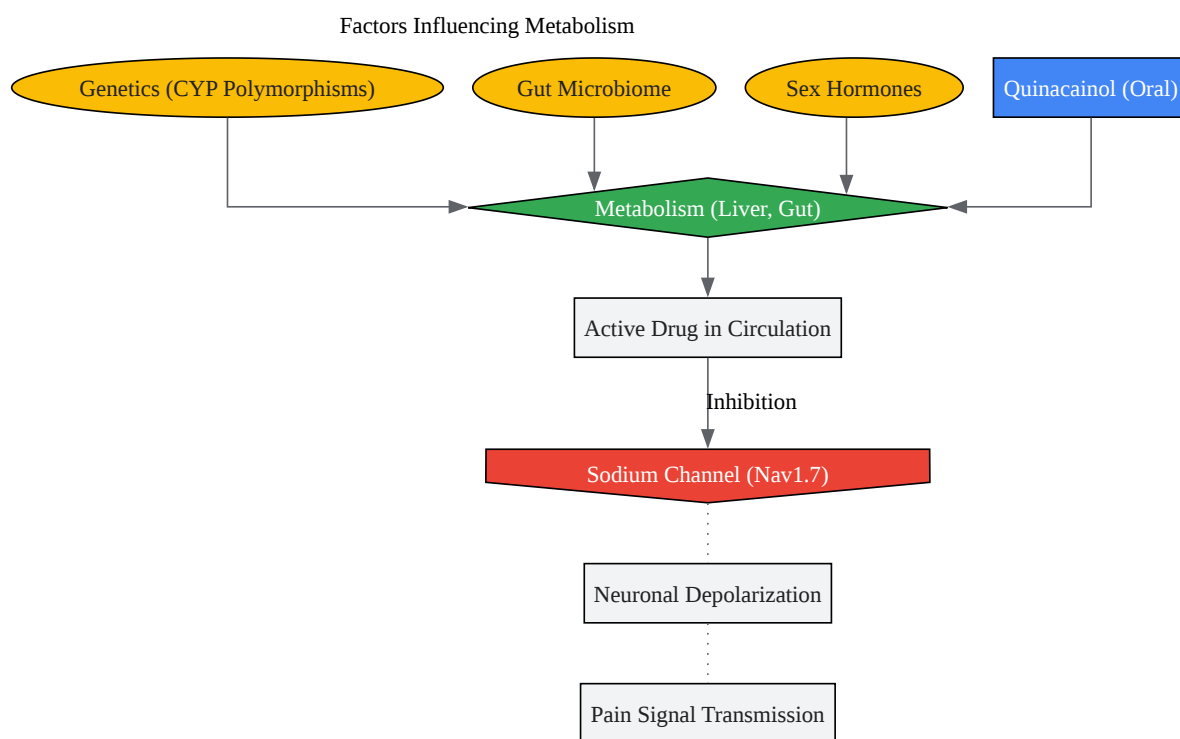 Factors Influencing Metabolism
Genetics (CYP Polymorphisms)
Gut Microbiome
Sex Hormones
Quinacainol (Oral)
Metabolism (Liver, Gut)
Active Drug in Circulation
Inhibition
Sodium Channel (Nav1.7)
Neuronal Depolarization
Pain Signal Transmission